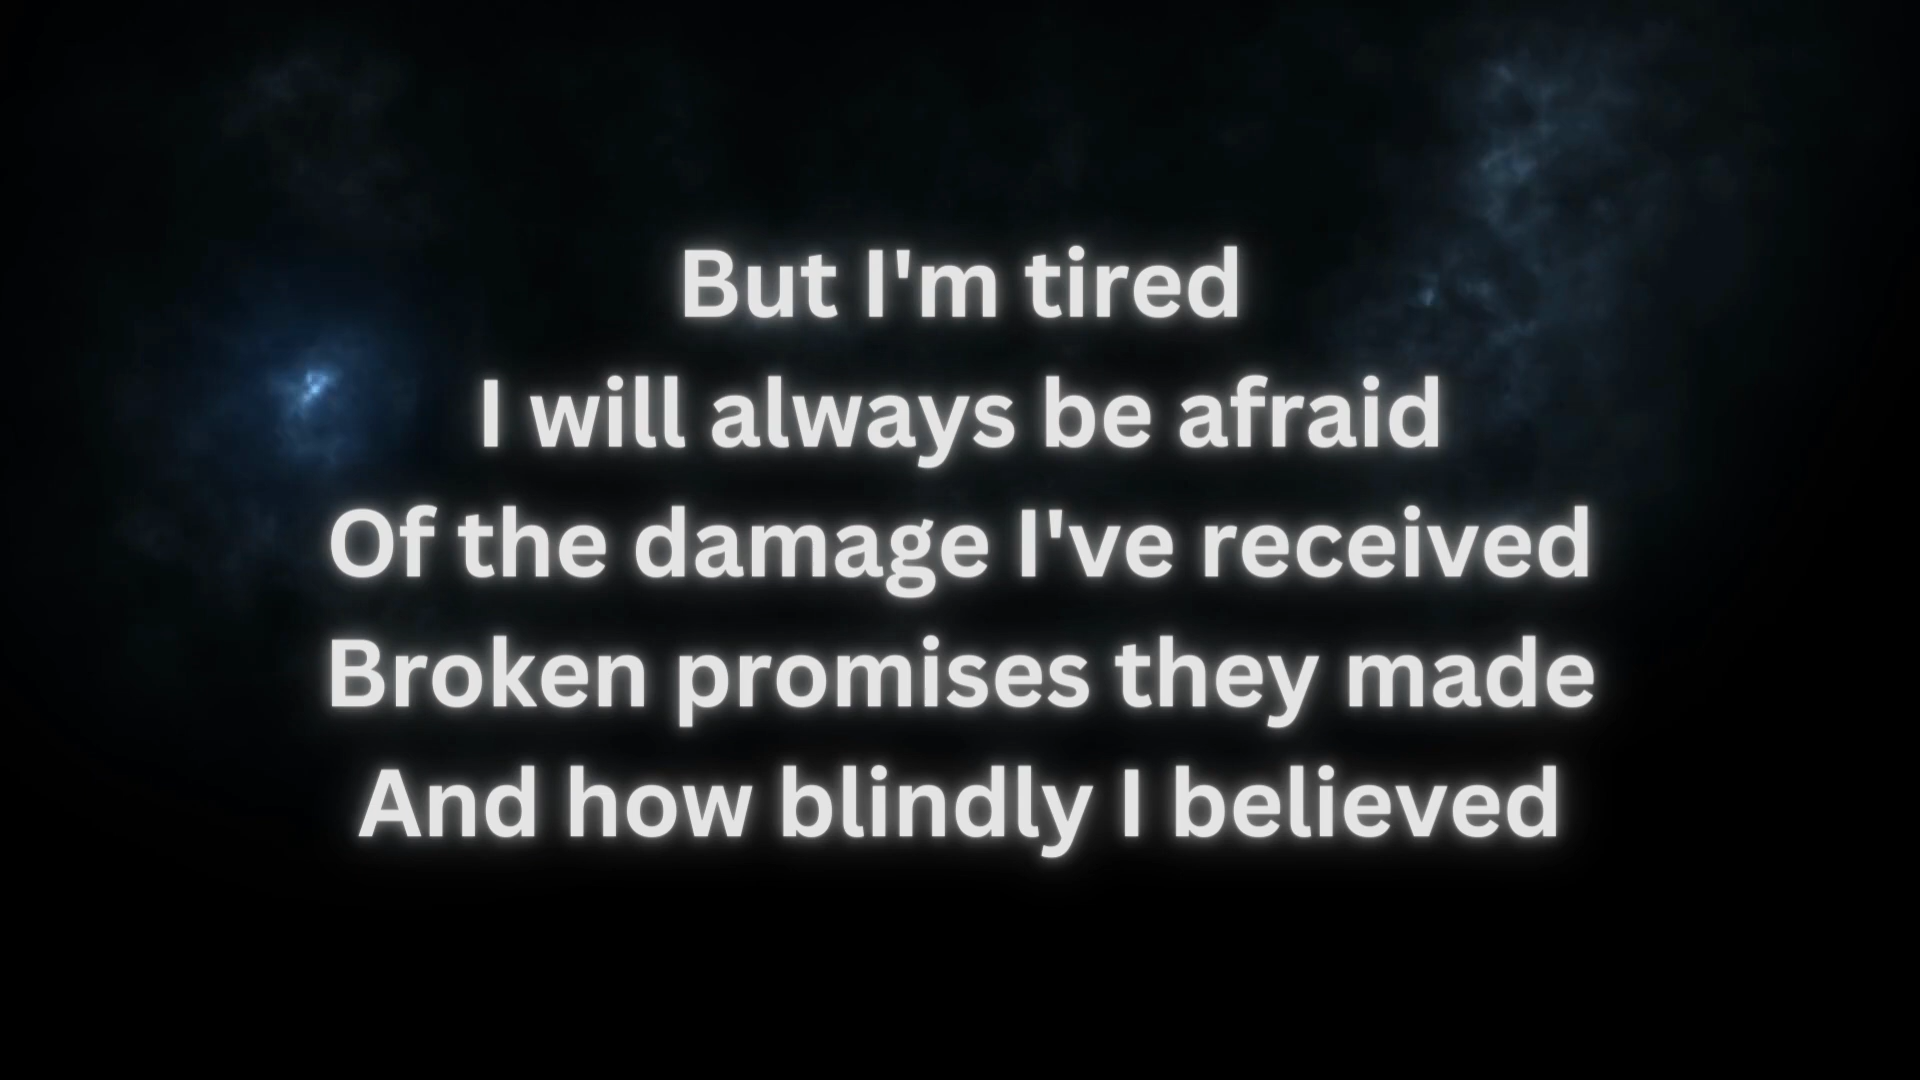 But I'm tired
I will always be afraid
Of the damage I've received
Broken promises they made
And how blindly I believed